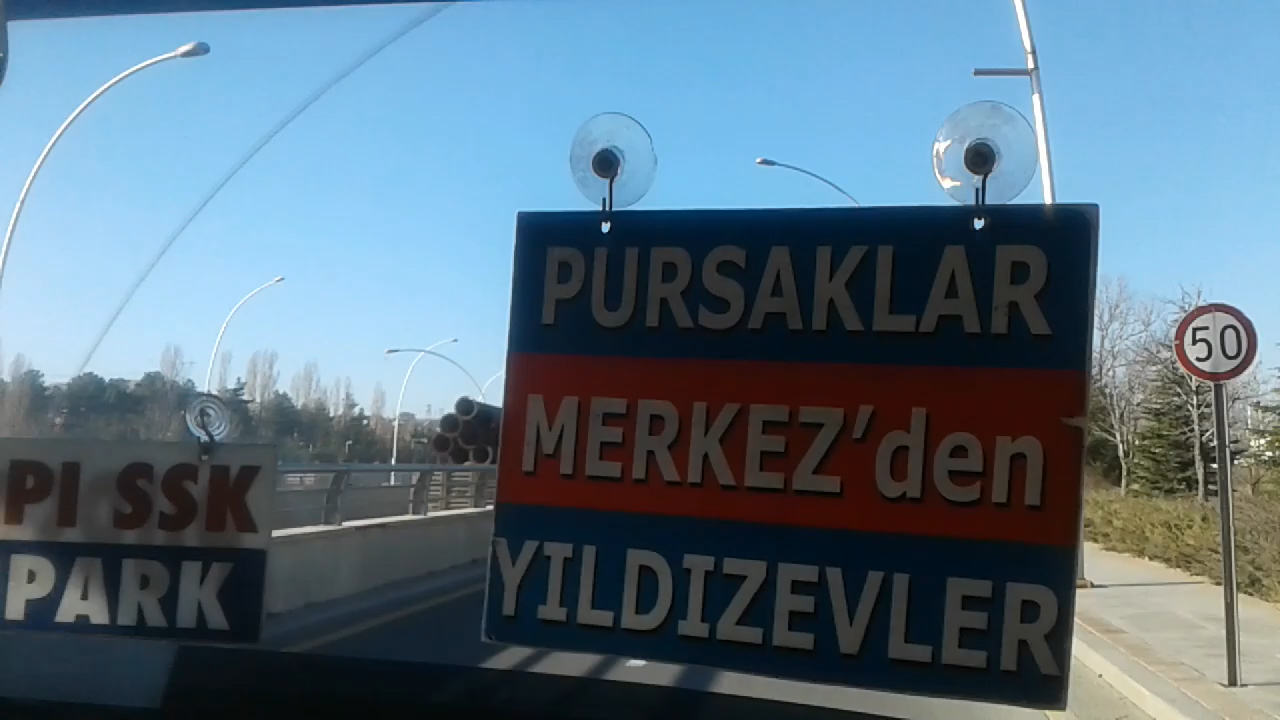 PURSAKLAR
MERKEZ'den
YILDIZEVLER
PI SSK
PARK
50